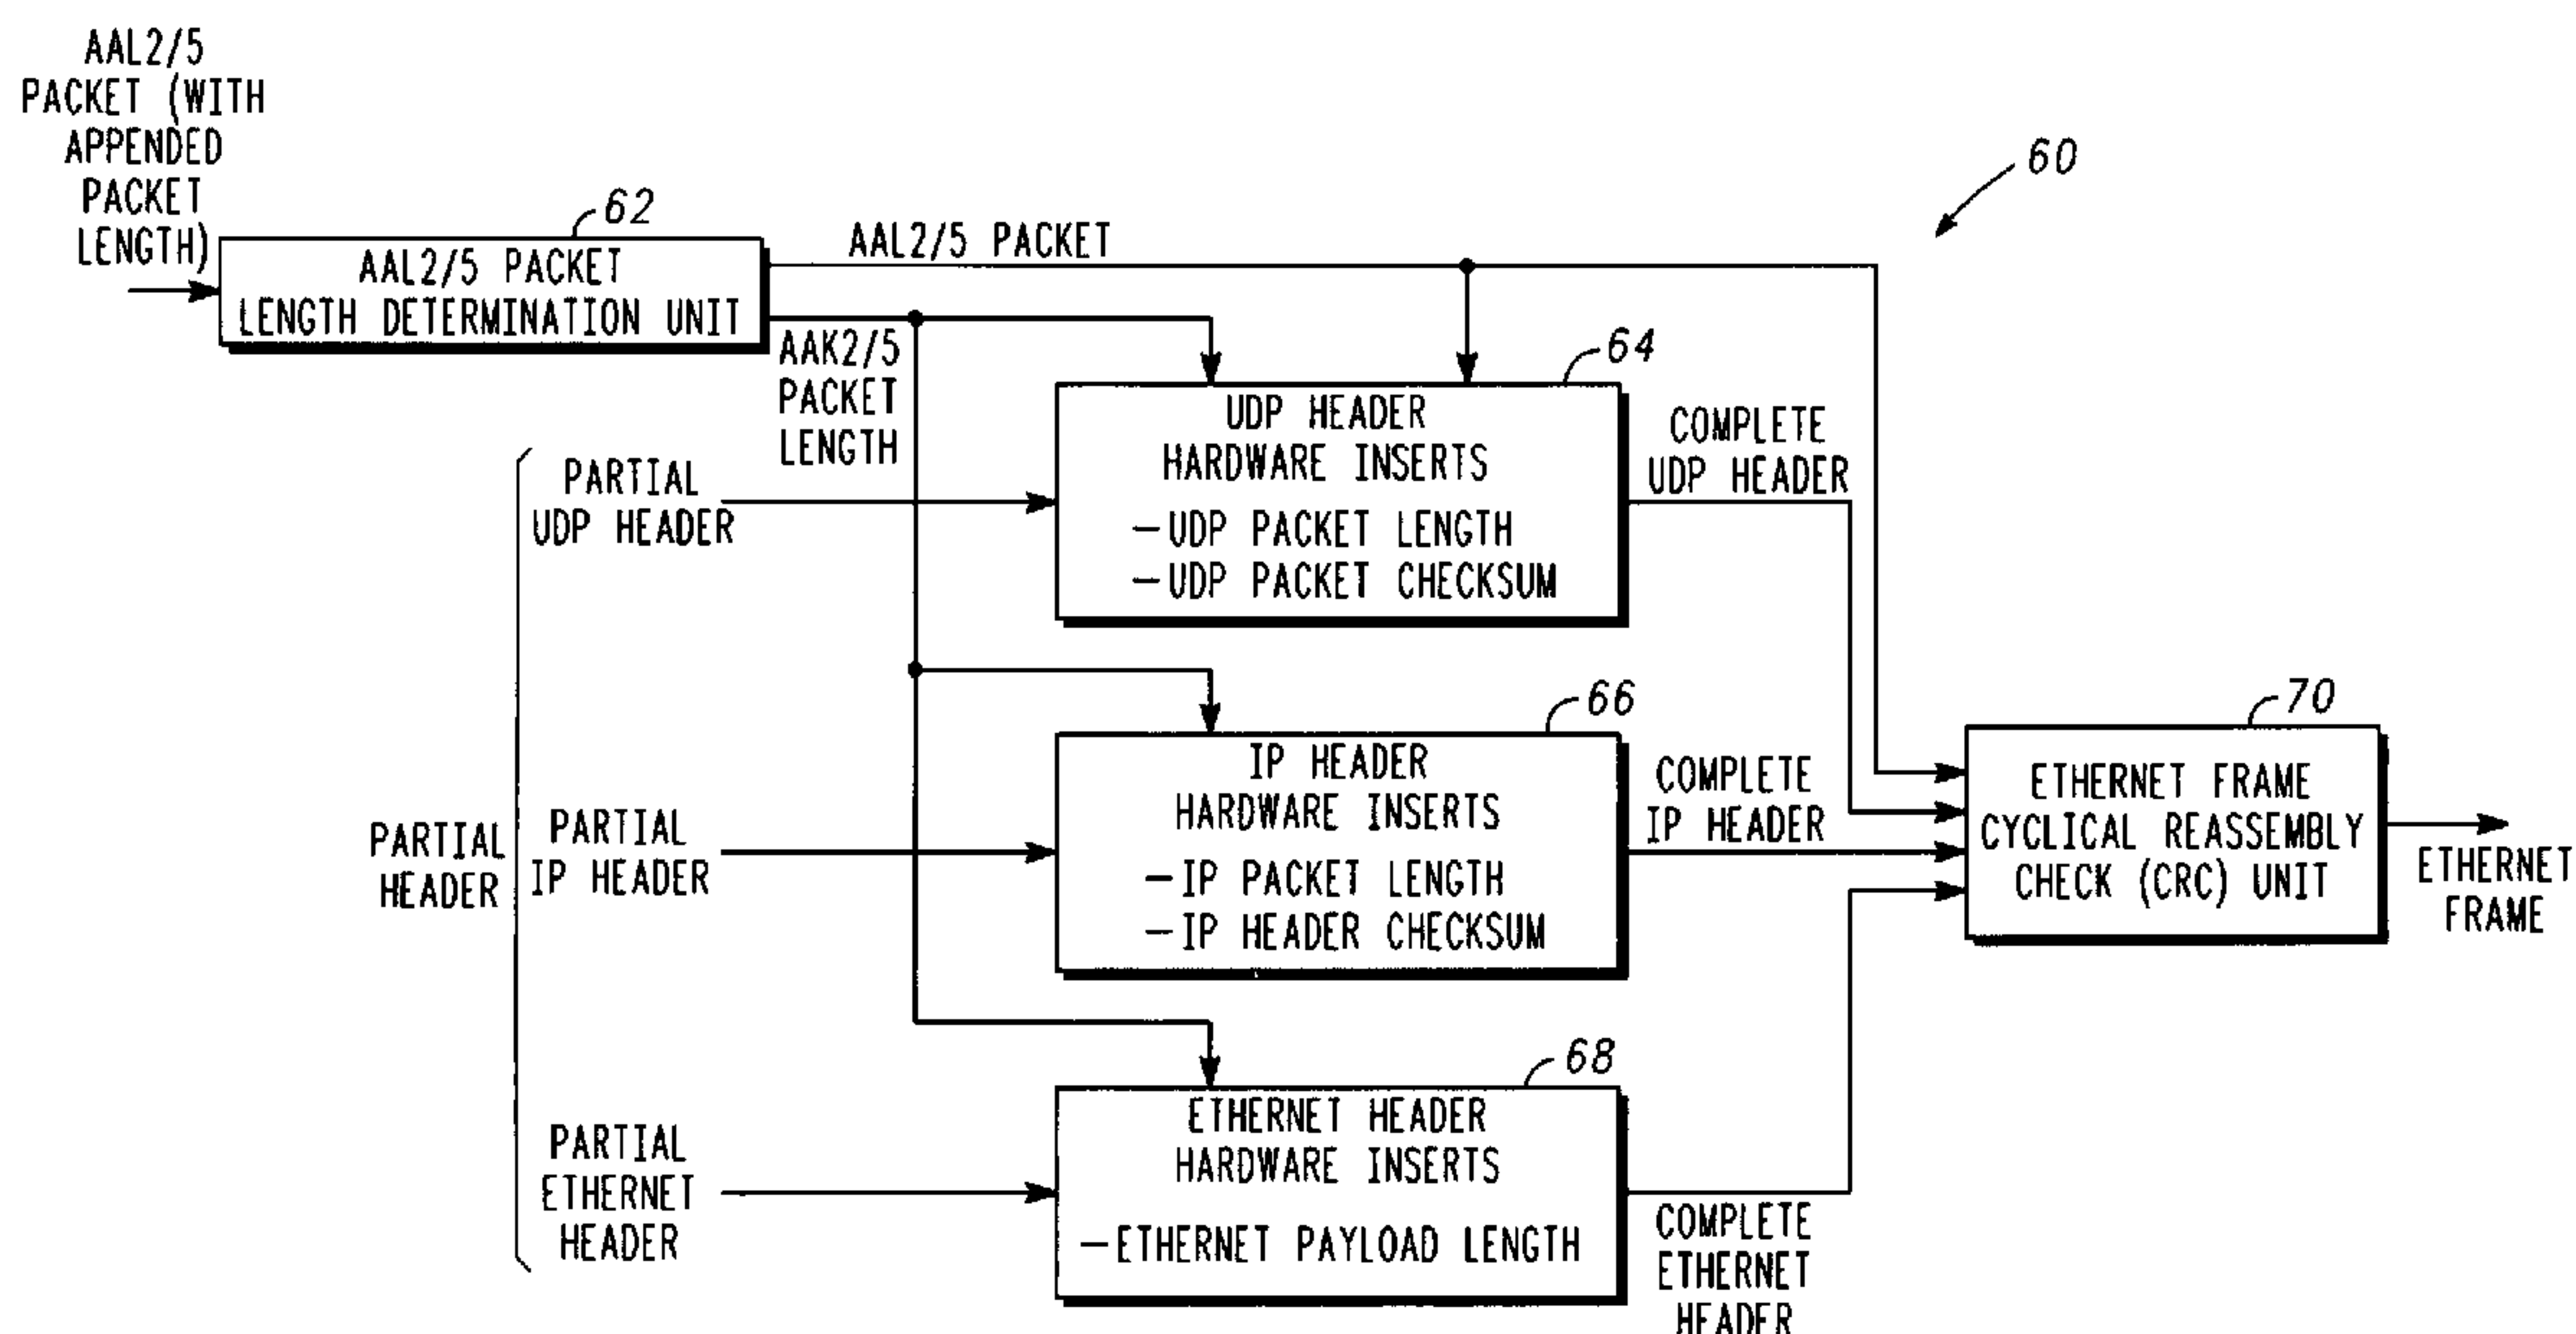 AAL2/5
PACKET (WITH
APPENDED
PACKET
LENGTH)
62
AAL2/5 PACKET
LENGTH DETERMINATION UNIT
AAL2/5 PACKET
60
AAK2/5
PACKET
LENGTH
64
UDP HEADER
HARDWARE INSERTS
-UDP PACKET LENGTH
-UDP PACKET CHECKSUM
PARTIAL
UDP HEADER
COMPLETE
UDP HEADER
66
IP HEADER
HARDWARE INSERTS
-IP PACKET LENGTH
-IP HEADER CHECKSUM
PARTIAL
HEADER
PARTIAL
IP HEADER
COMPLETE
IP HEADER
70
ETHERNET FRAME
CYCLICAL REASSEMBLY
CHECK (CRC) UNIT
ETHERNET
FRAME
68
ETHERNET HEADER
HARDWARE INSERTS
-ETHERNET PAYLOAD LENGTH
PARTIAL
ETHERNET
HEADER
COMPLETE
ETHERNET
HEADER